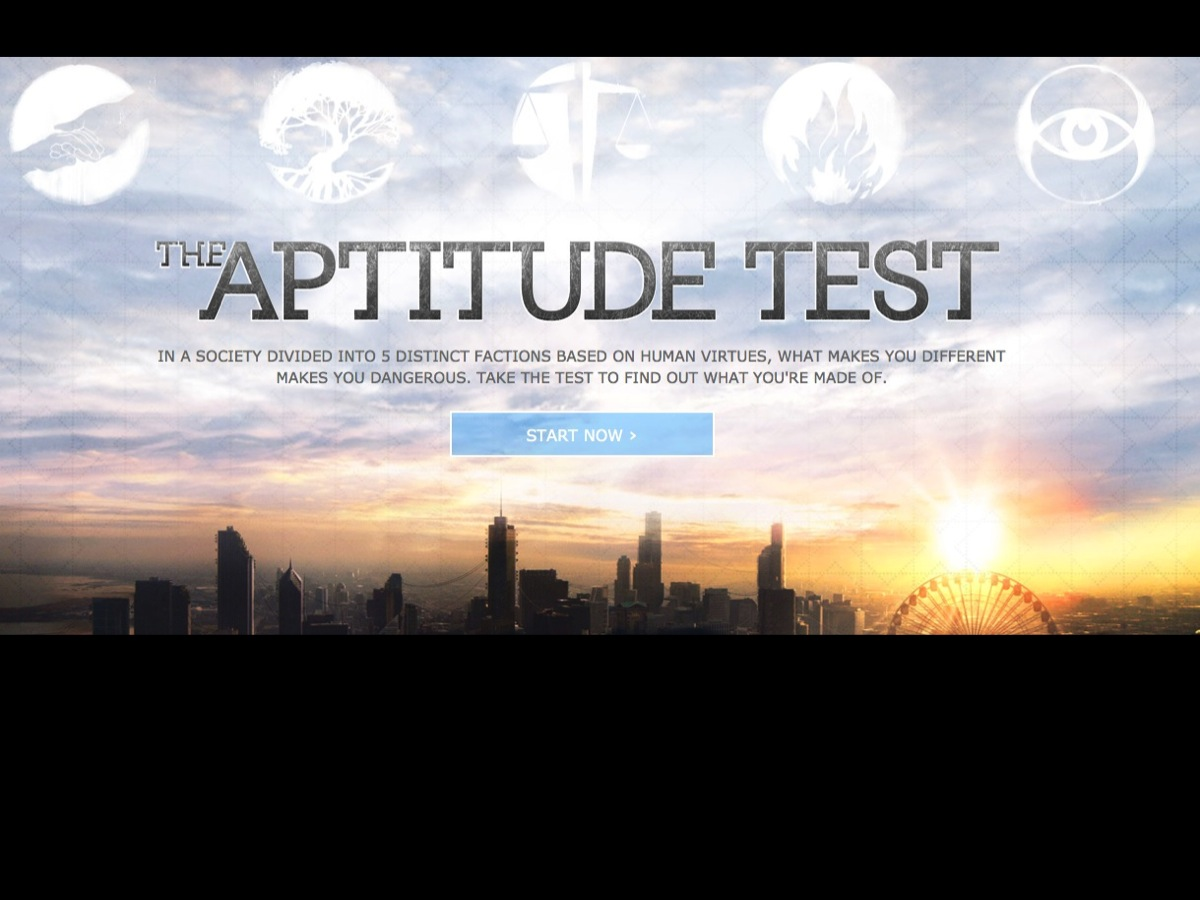 THE APTITUDE TEST
IN A SOCIETY DIVIDED INTO 5 DISTINCT FACTIONS BASED ON HUMAN VIRTUES, WHAT MAKES YOU DIFFERENT
MAKES YOU DANGEROUS. TAKE THE TEST TO FIND OUT WHAT YOU'RE MADE OF.
START NOW >